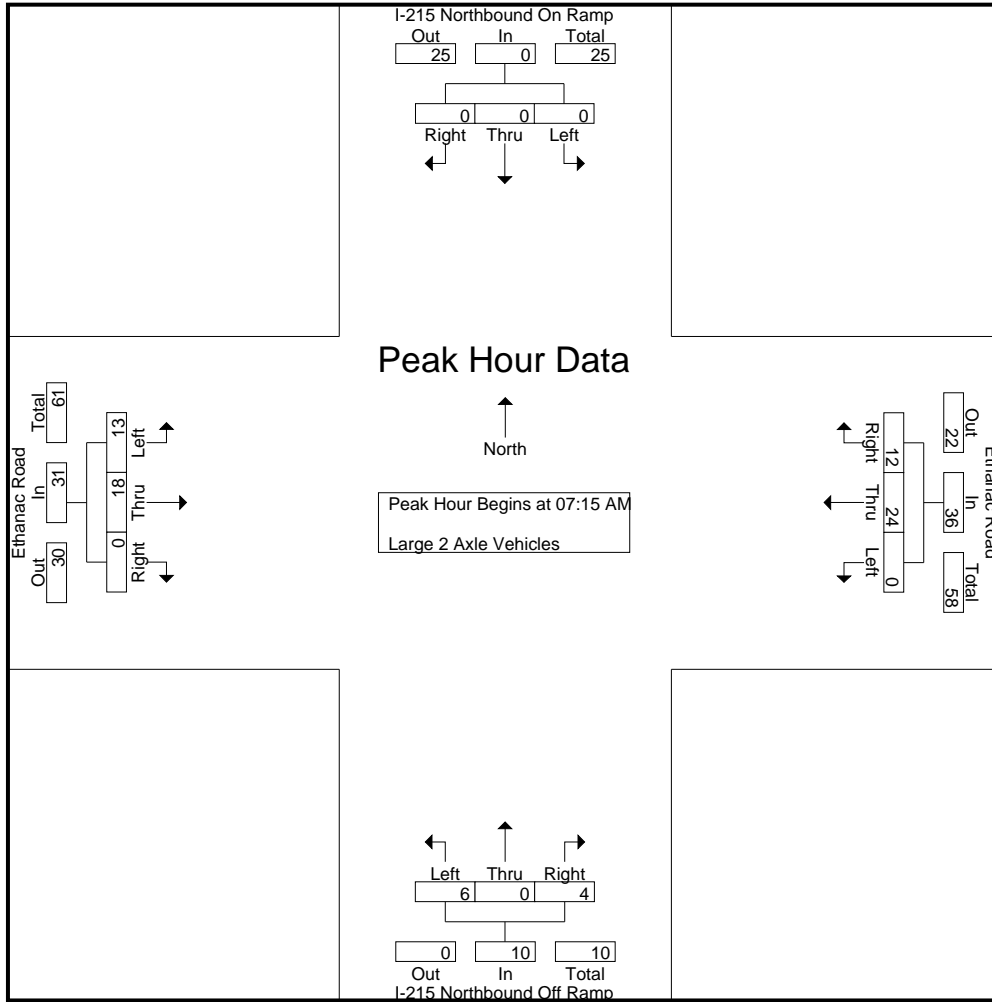 I-215 Northbound On Ramp
Out In Total
25 0 25
0 0 0
Right Thru Left
Peak Hour Data
North
Peak Hour Begins at 07:15 AM
Large 2 Axle Vehicles
Ethanac Road
Out In Total
30 31 61
Right Thru Left
0 18 13
Ethanac Road
Out In Total
22 36 58
Right Thru Left
12 24 0
Left Thru Right
6 0 4
0 10 10
Out In Total
I-215 Northbound Off Ramp